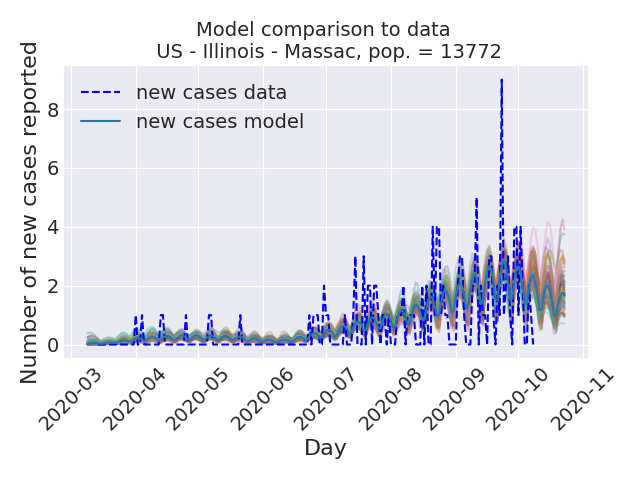 Model comparison to data
US - Illinois - Massac, pop. = 13772
Number of new cases reported
new cases data
new cases model
8
6
4
2
0
2020-03
2020-04
2020-05
2020-06
2020-07
2020-08
2020-09
2020-10
2020-11
Day